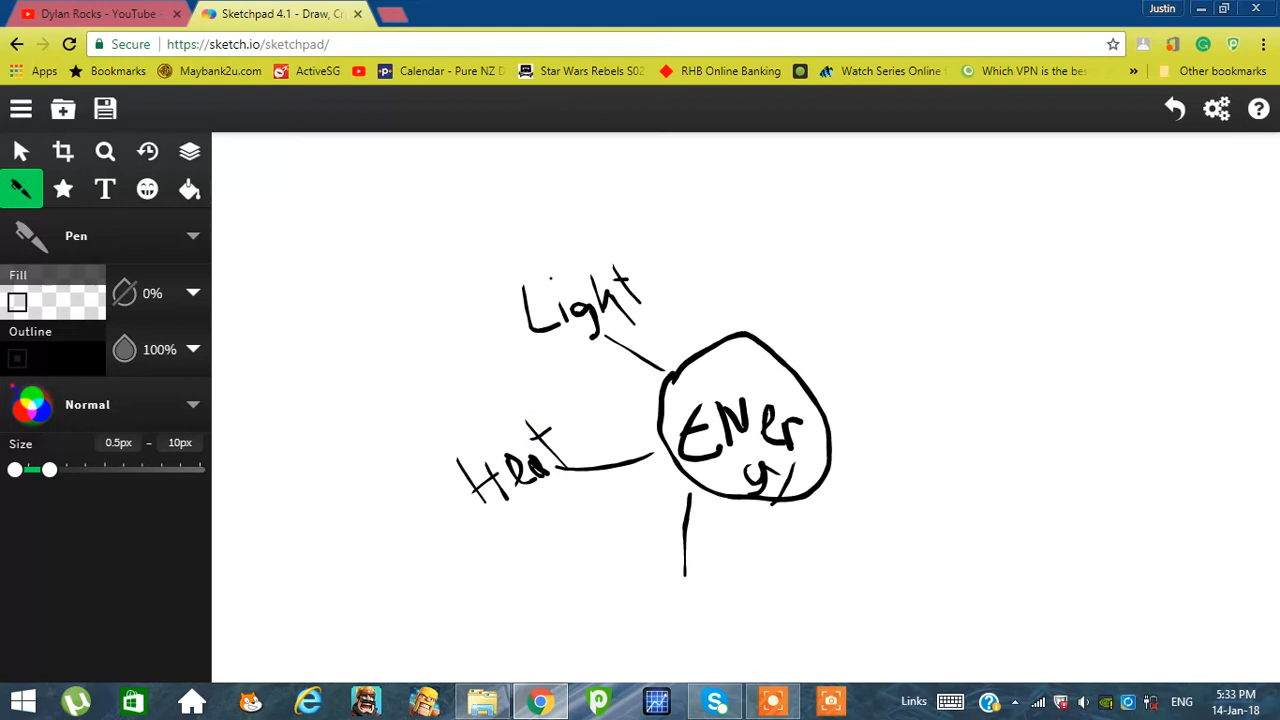 Dylan Rocks - YouTube -
Sketchpad 4.1 - Draw, Cr
Justin
Secure
https://sketch.io/sketchpad/
Apps
Bookmarks
Maybank2u.com
ActiveSG
Calendar - Pure NZ D
Star Wars Rebels S02
RHB Online Banking
Watch Series Online f
Which VPN is the bes
»
Other bookmarks
T
Pen
Fill
0%
Outline
100%
Normal
Size
0.5px
-
10px
Light
Heat
ENer
gy
Links
ENG
5:33 PM
14-Jan-18